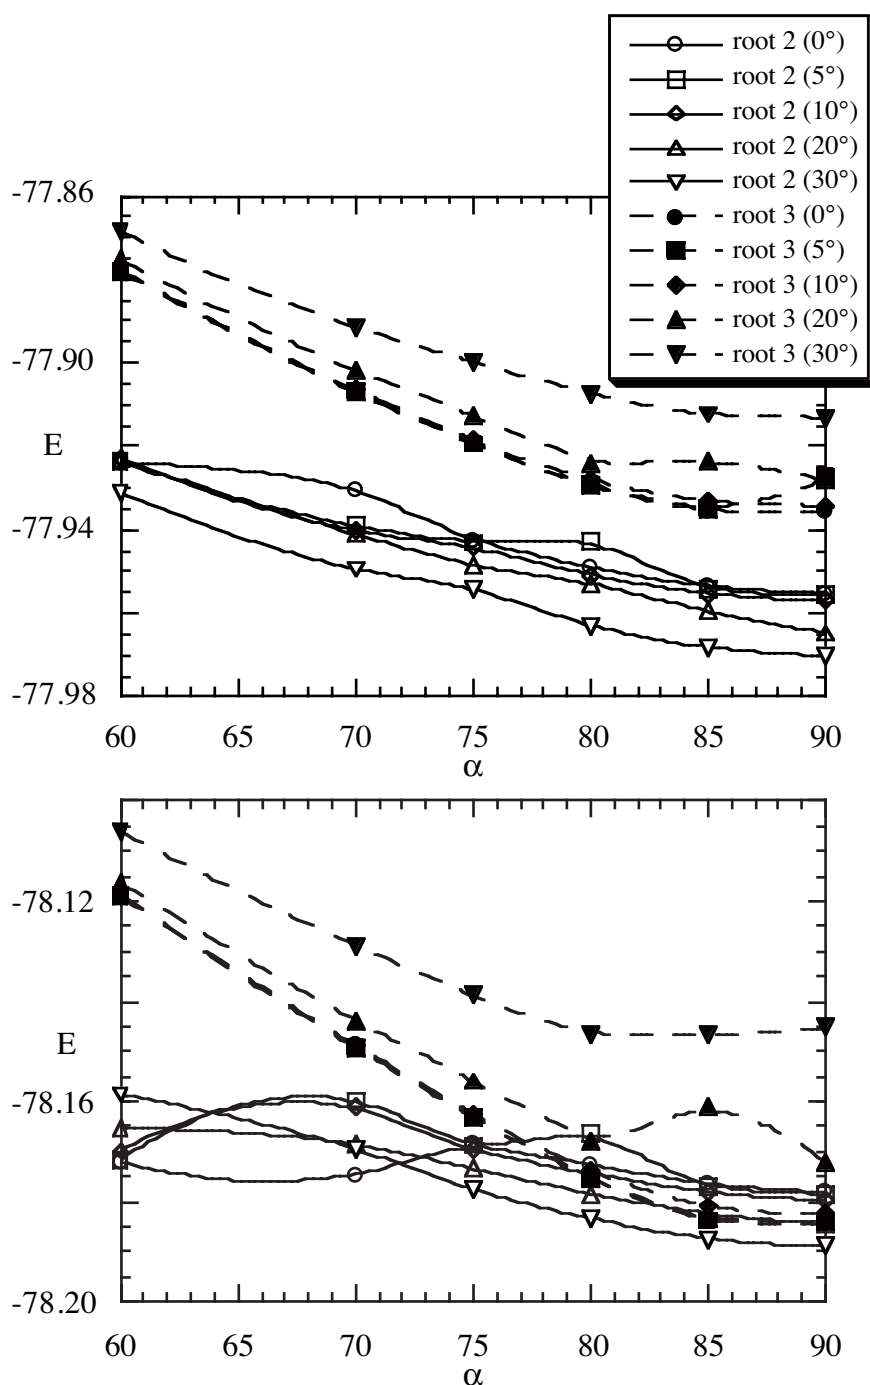 root 2 (0°)
root 2 (5°)
root 2 (10°)
root 2 (20°)
root 2 (30°)
root 3 (0°)
root 3 (5°)
root 3 (10°)
root 3 (20°)
root 3 (30°)
-77.86
-77.90
E
-77.94
-77.98
60 65 70 75 80 85 90
α
-78.12
E
-78.16
-78.20
60 65 70 75 80 85 90
α